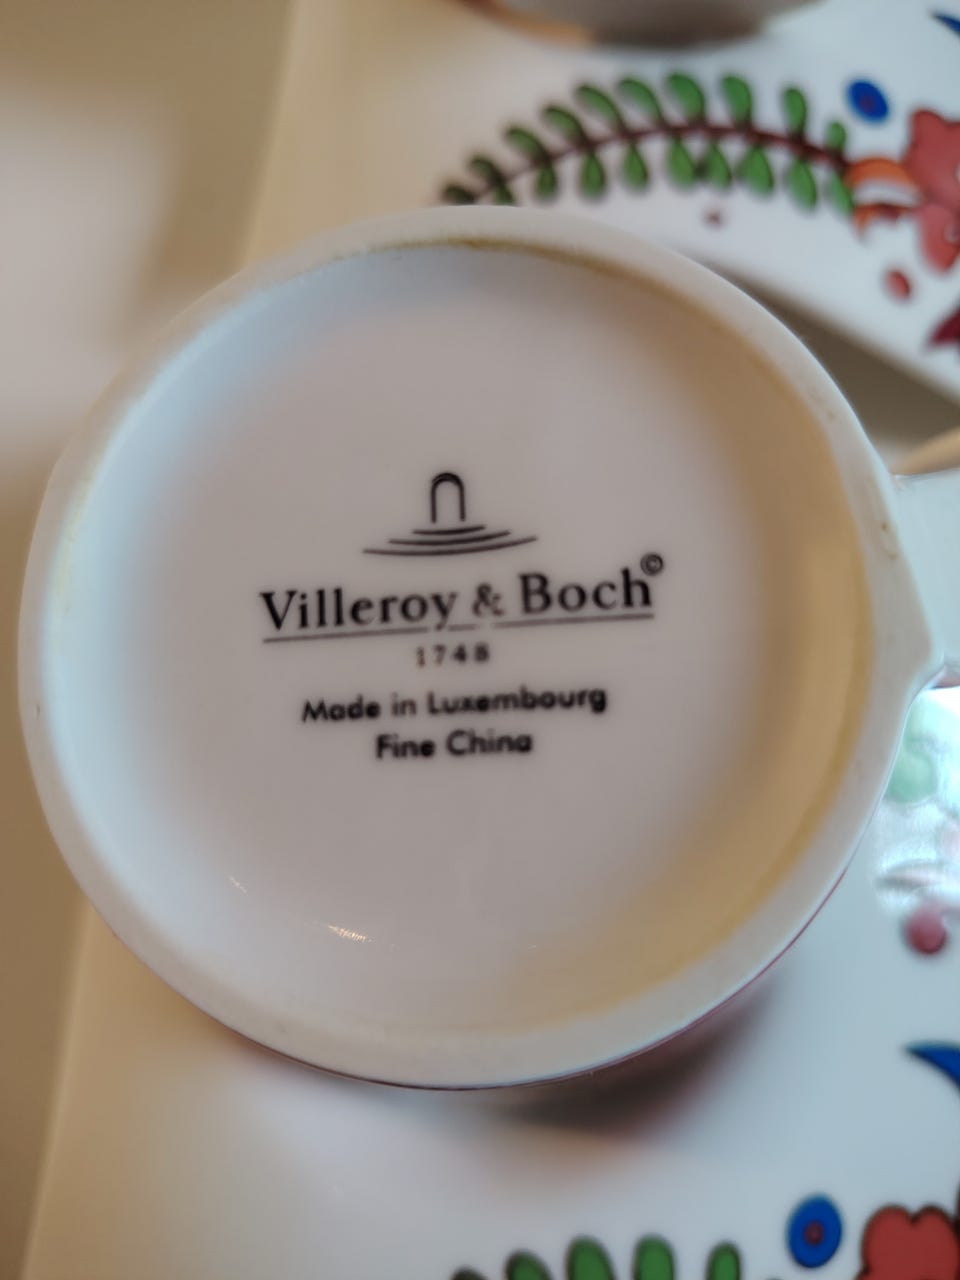 Villeroy & Boch©
1748
Made in Luxembourg
Fine China